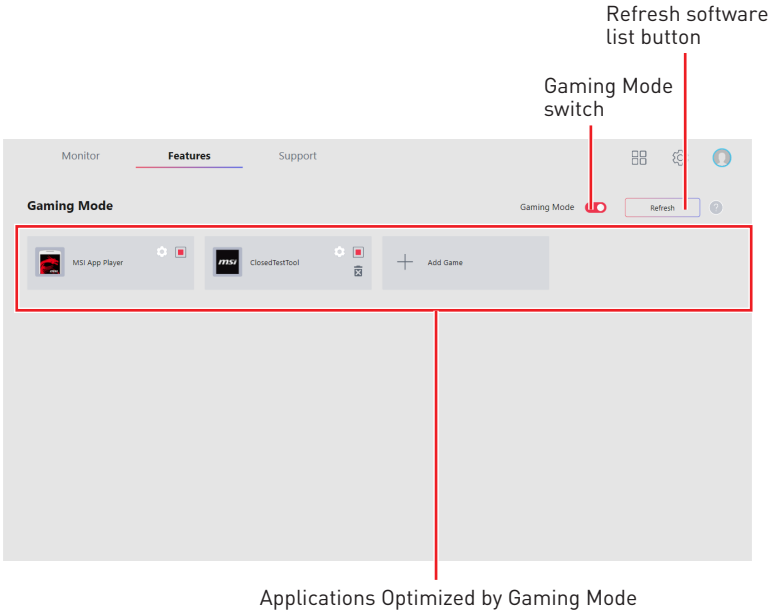 Refresh software
list button
Gaming Mode
switch
Monitor Features Support
Gaming Mode Gaming Mode Refresh ?
MSI App Player msi ClosedTestTool + Add Game
Applications Optimized by Gaming Mode